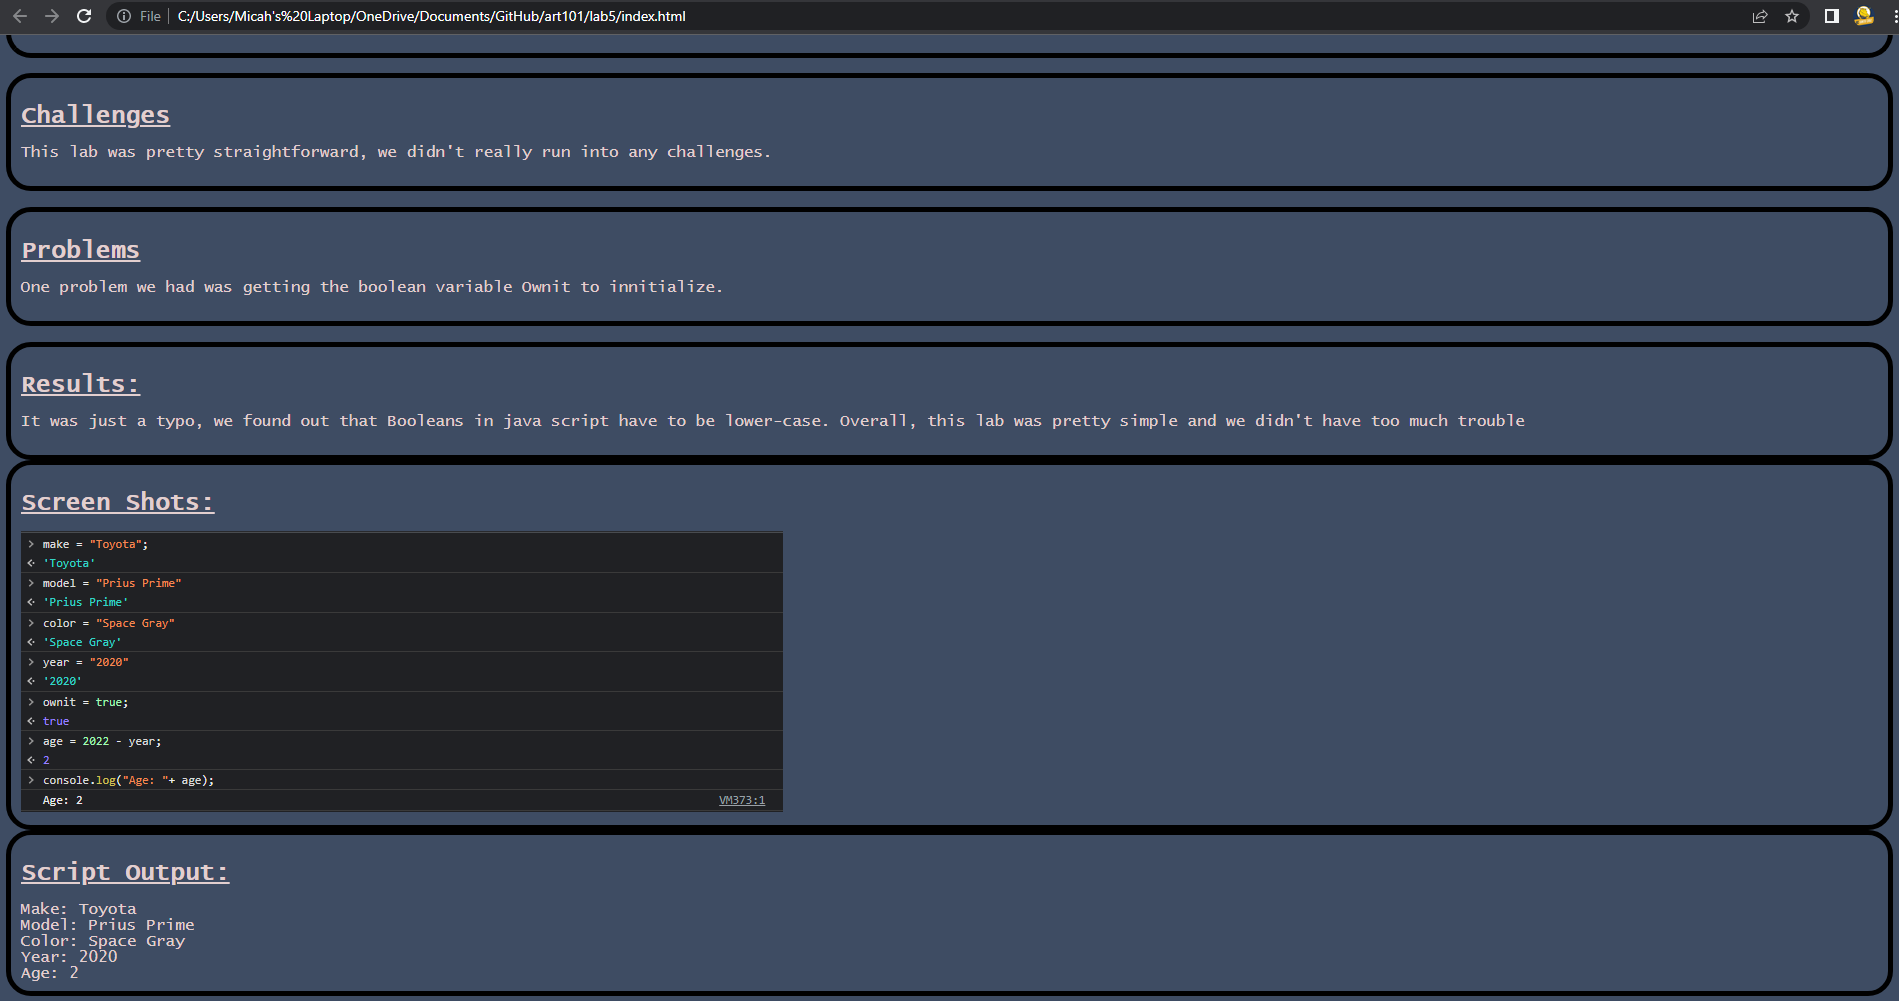 File
C:/Users/Micah's%20Laptop/OneDrive/Documents/GitHub/art101/lab5/index.html
Challenges
This lab was pretty straightforward, we didn't really run into any challenges.
Problems
One problem we had was getting the boolean variable Ownit to innitialize.
Results:
It was just a typo, we found out that Booleans in java script have to be lower-case. Overall, this lab was pretty simple and we didn't have too much trouble
Screen Shots:
> make = "Toyota";
<· 'Toyota'
> model = "Prius Prime"
<· 'Prius Prime'
> color = "Space Gray"
<· 'Space Gray'
> year = "2020"
<· '2020'
> ownit = true;
<· true
> age = 2022 - year;
<· 2
> console.log("Age: "+ age);
Age: 2 VM373:1
Script Output:
Make: Toyota
Model: Prius Prime
Color: Space Gray
Year: 2020
Age: 2